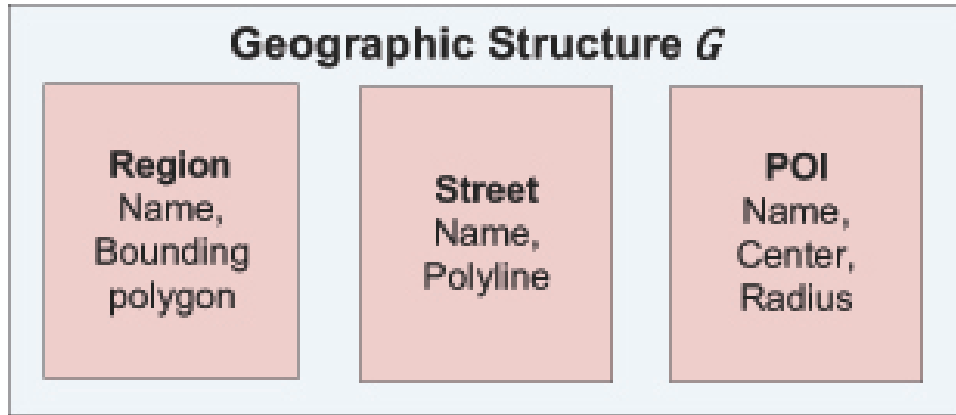 Geographic Structure G
Region
Name,
Bounding
polygon
Street
Name,
Polyline
POI
Name,
Center,
Radius